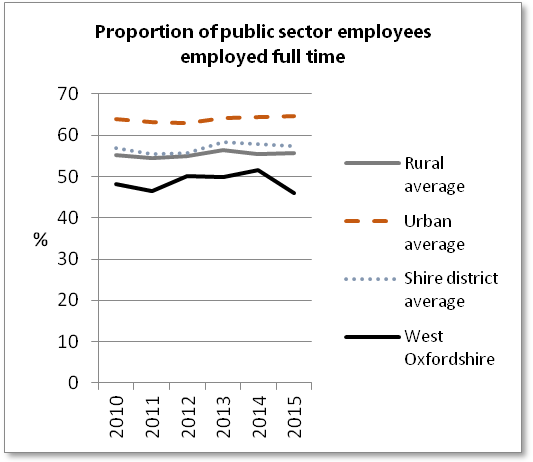 Proportion of public sector employees
employed full time
70
60
50
40
30
20
10
0
%
2010
2011
2012
2013
2014
2015
Rural
average
Urban
average
Shire district
average
West
Oxfordshire